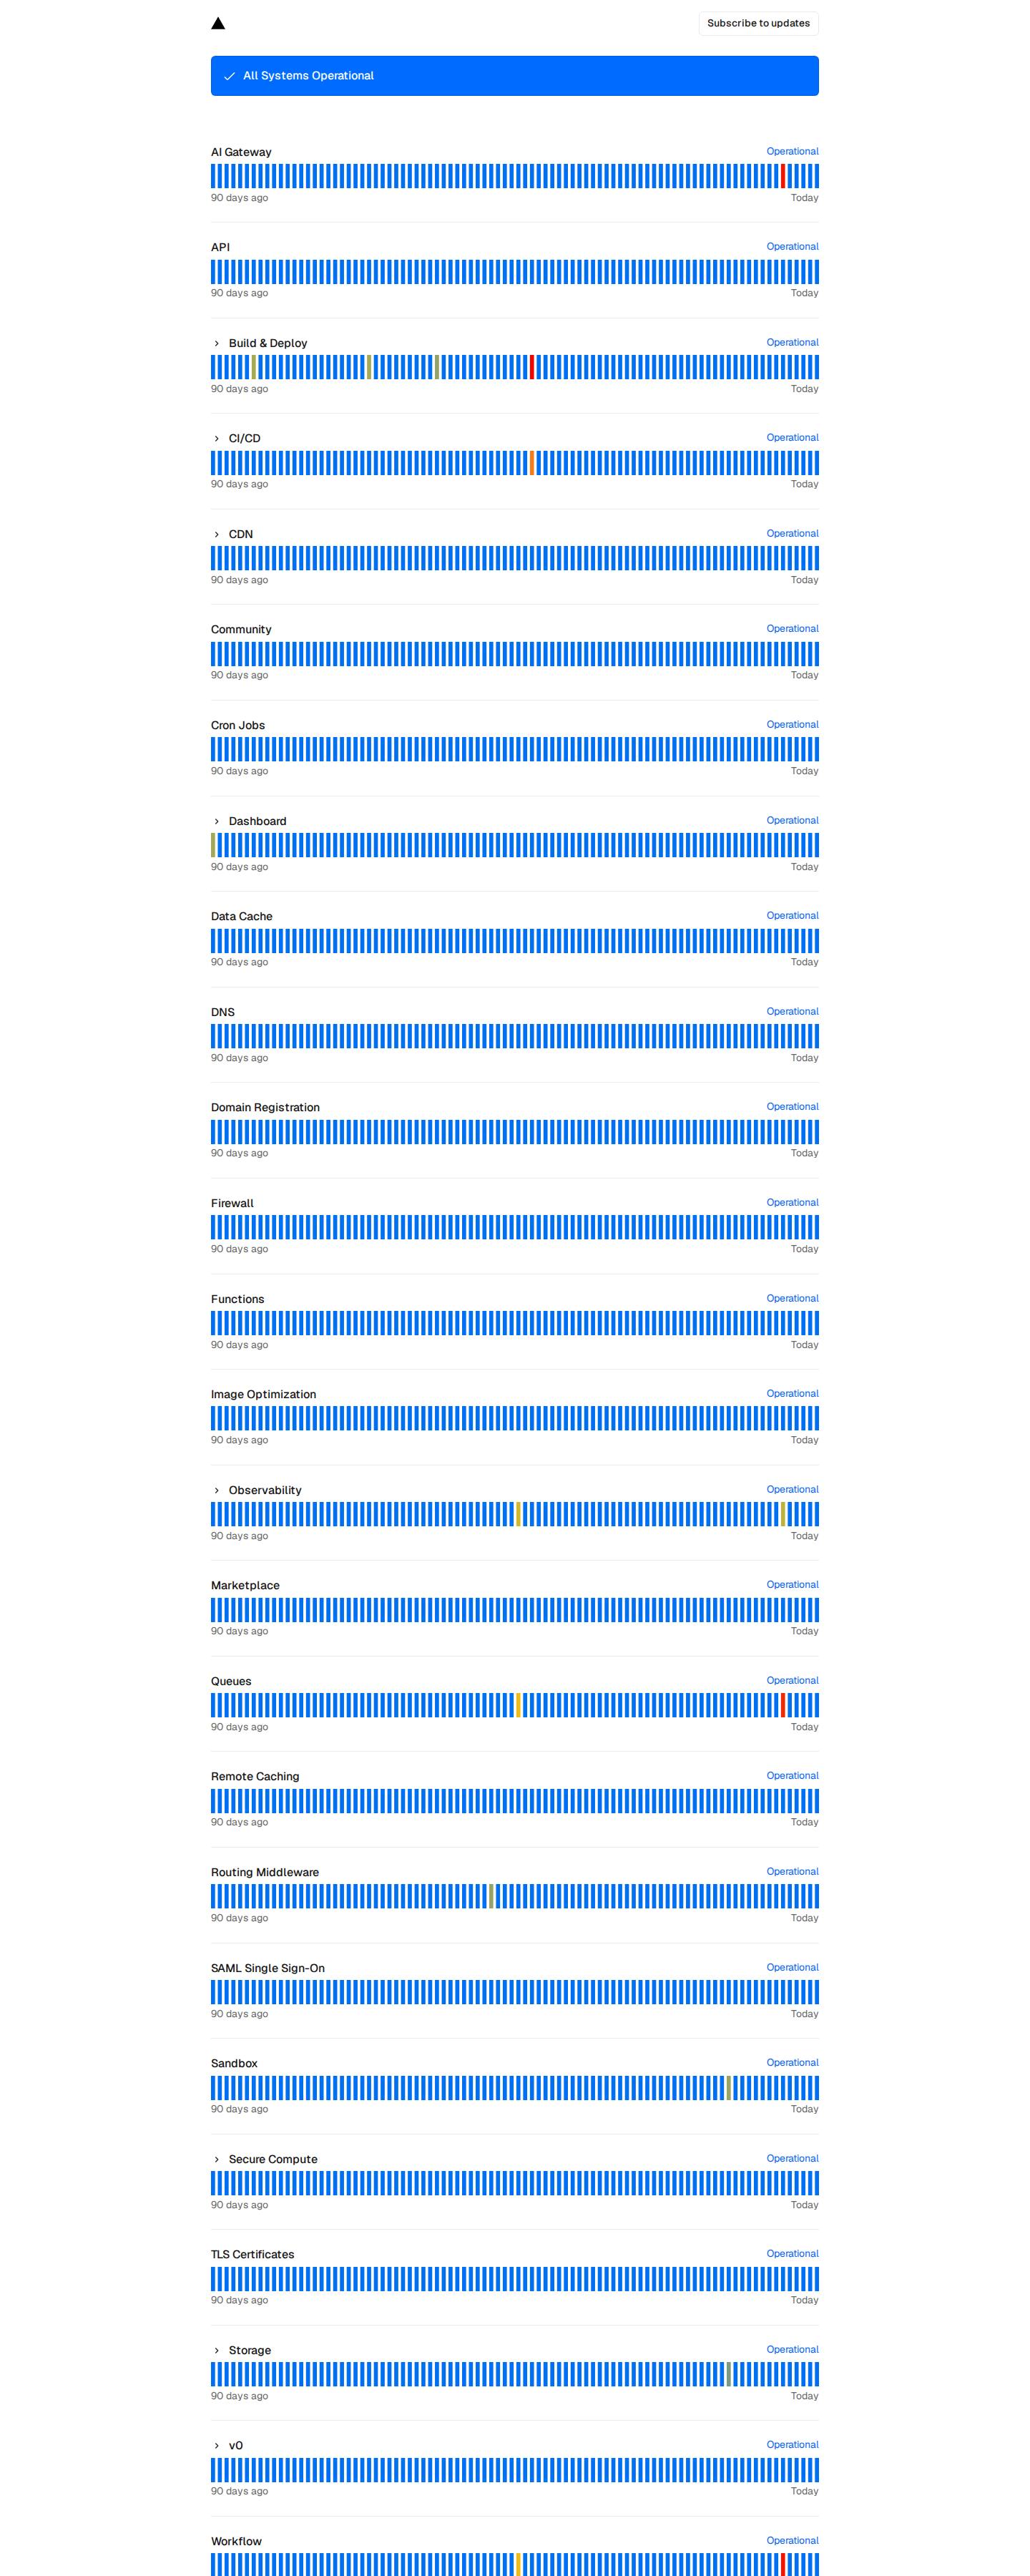 Subscribe to updates
All Systems Operational
AI Gateway Operational
90 days ago Today
API Operational
90 days ago Today
Build & Deploy Operational
90 days ago Today
CI/CD Operational
90 days ago Today
CDN Operational
90 days ago Today
Community Operational
90 days ago Today
Cron Jobs Operational
90 days ago Today
Dashboard Operational
90 days ago Today
Data Cache Operational
90 days ago Today
DNS Operational
90 days ago Today
Domain Registration Operational
90 days ago Today
Firewall Operational
90 days ago Today
Functions Operational
90 days ago Today
Image Optimization Operational
90 days ago Today
Observability Operational
90 days ago Today
Marketplace Operational
90 days ago Today
Queues Operational
90 days ago Today
Remote Caching Operational
90 days ago Today
Routing Middleware Operational
90 days ago Today
SAML Single Sign-On Operational
90 days ago Today
Sandbox Operational
90 days ago Today
Secure Compute Operational
90 days ago Today
TLS Certificates Operational
90 days ago Today
Storage Operational
90 days ago Today
v0 Operational
90 days ago Today
Workflow Operational